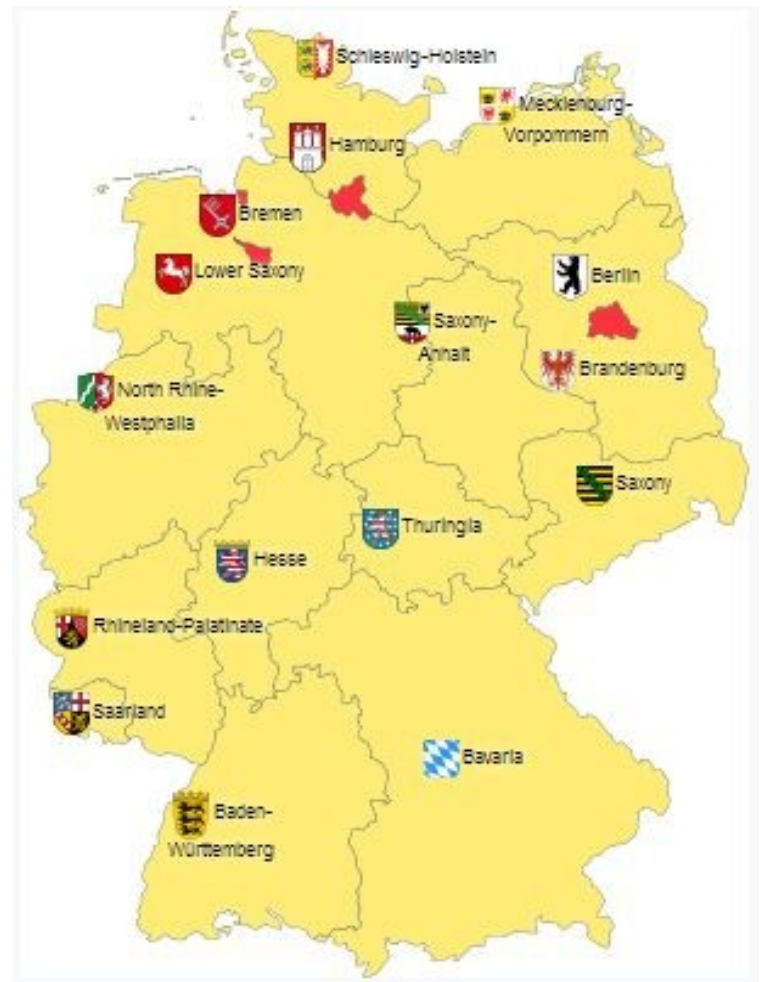 Schleswig-Holstein
Mecklenburg-
Vorpommern
Hamburg
Bremen
Lower Saxony
Berlin
Saxony-
Anhalt
Brandenburg
North Rhine-
Westphalia
Saxony
Thuringia
Hesse
Rhineland-Palatinate
Saarland
Bavaria
Baden-
Württemberg